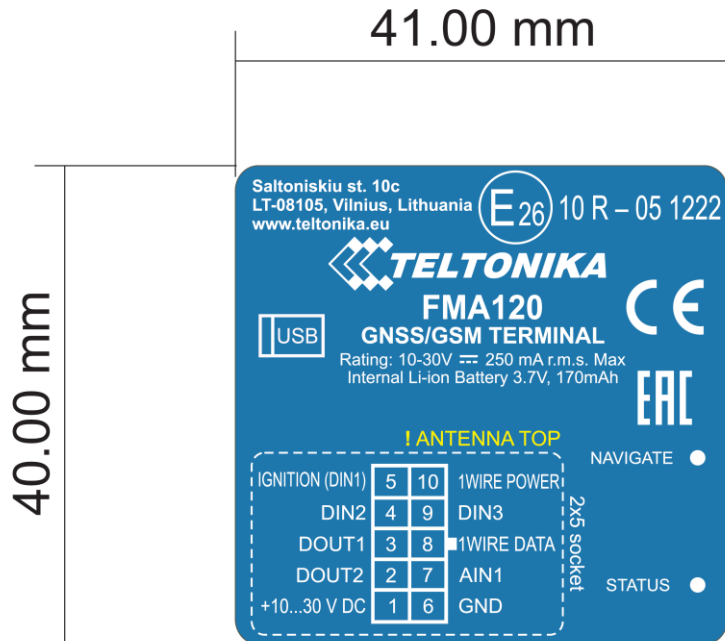 41.00 mm
40.00 mm
Saltoniskiu st. 10c
LT-08105, Vilnius, Lithuania
www.teltonika.eu
E26 10 R – 05 1222
TELTONIKA
FMA120
GNSS/GSM TERMINAL
Rating: 10-30V ⎓ 250 mA r.m.s. Max
Internal Li-ion Battery 3.7V, 170mAh
USB
CE
EAC
! ANTENNA TOP
NAVIGATE
IGNITION (DIN1) 5 10 1WIRE POWER
DIN2 4 9 DIN3
DOUT1 3 8 1WIRE DATA
DOUT2 2 7 AIN1
+10...30 V DC 1 6 GND
2x5 socket
STATUS